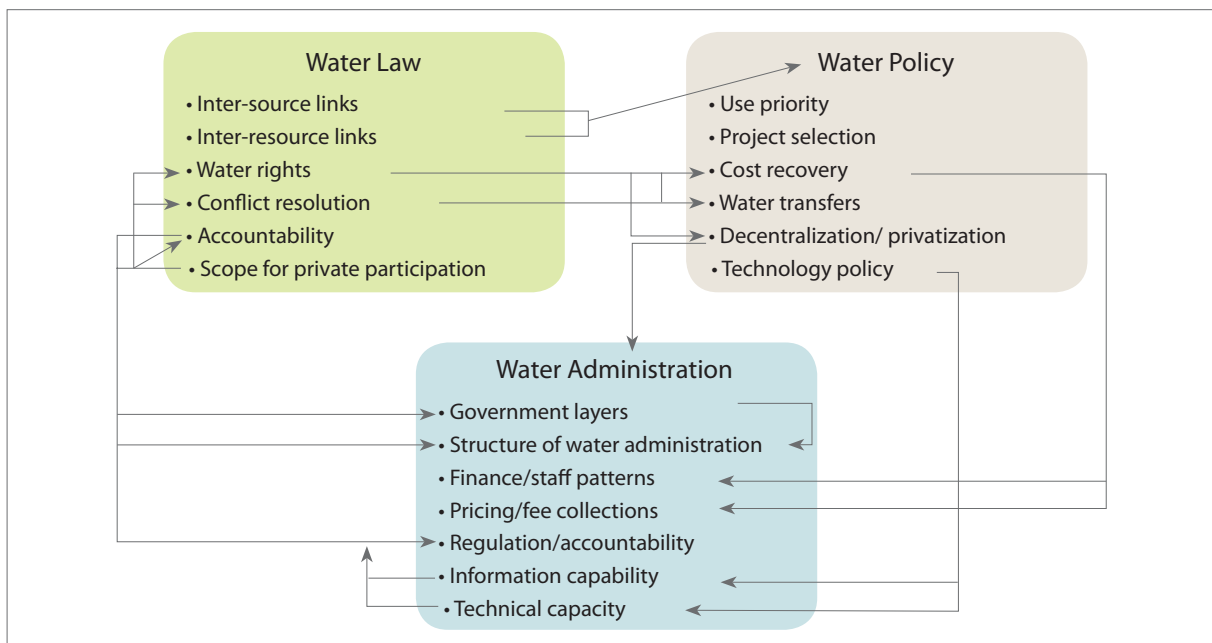 Water Law
• Inter-source links
• Inter-resource links
• Water rights
• Conflict resolution
• Accountability
• Scope for private participation
Water Policy
• Use priority
• Project selection
• Cost recovery
• Water transfers
• Decentralization/ privatization
• Technology policy
Water Administration
• Government layers
• Structure of water administration
• Finance/staff patterns
• Pricing/fee collections
• Regulation/accountability
• Information capability
• Technical capacity